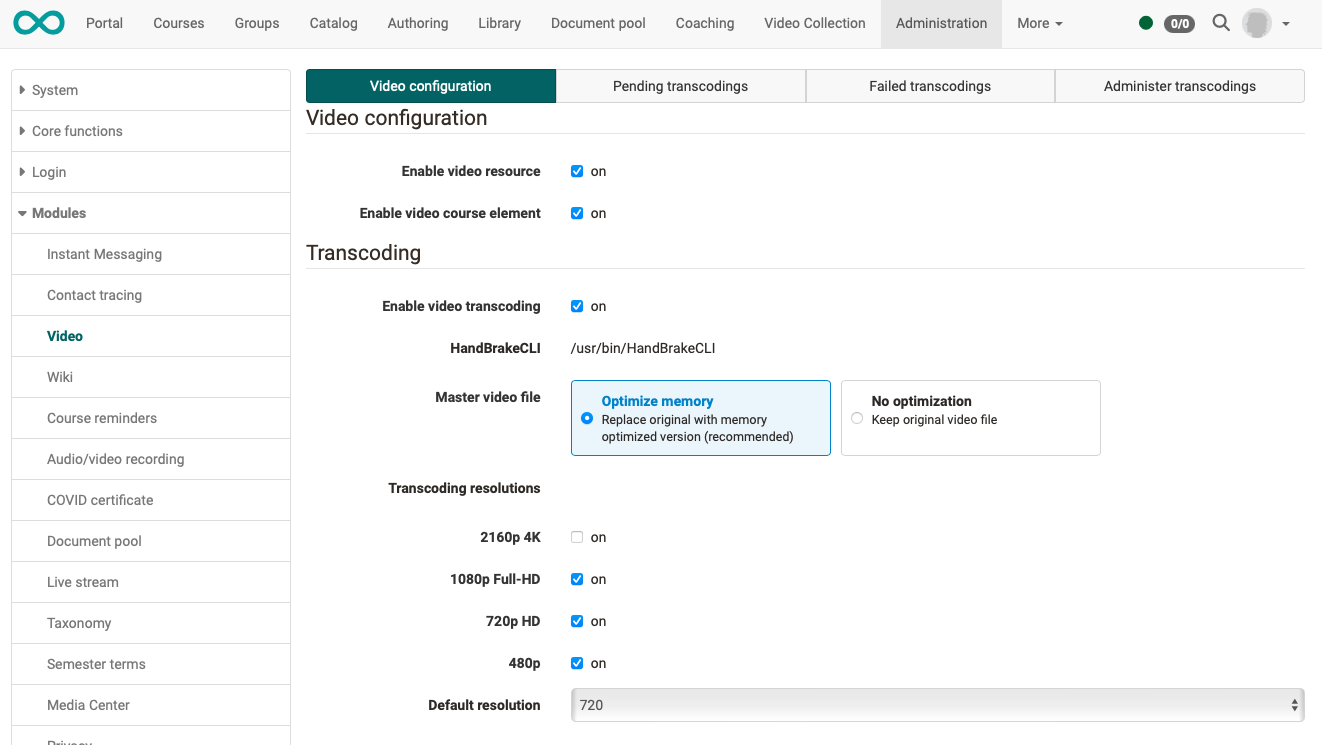 Portal Courses Groups Catalog Authoring Library Document pool Coaching Video Collection Administration More 0/0
System
Core functions
Login
Modules
Instant Messaging
Contact tracing
Video
Wiki
Course reminders
Audio/video recording
COVID certificate
Document pool
Live stream
Taxonomy
Semester terms
Media Center
Privacy
Video configuration Pending transcodings Failed transcodings Administer transcodings
Video configuration
Enable video resource on
Enable video course element on
Transcoding
Enable video transcoding on
HandBrakeCLI /usr/bin/HandBrakeCLI
Master video file
Optimize memory
Replace original with memory
optimized version (recommended)
No optimization
Keep original video file
Transcoding resolutions
2160p 4K on
1080p Full-HD on
720p HD on
480p on
Default resolution 720